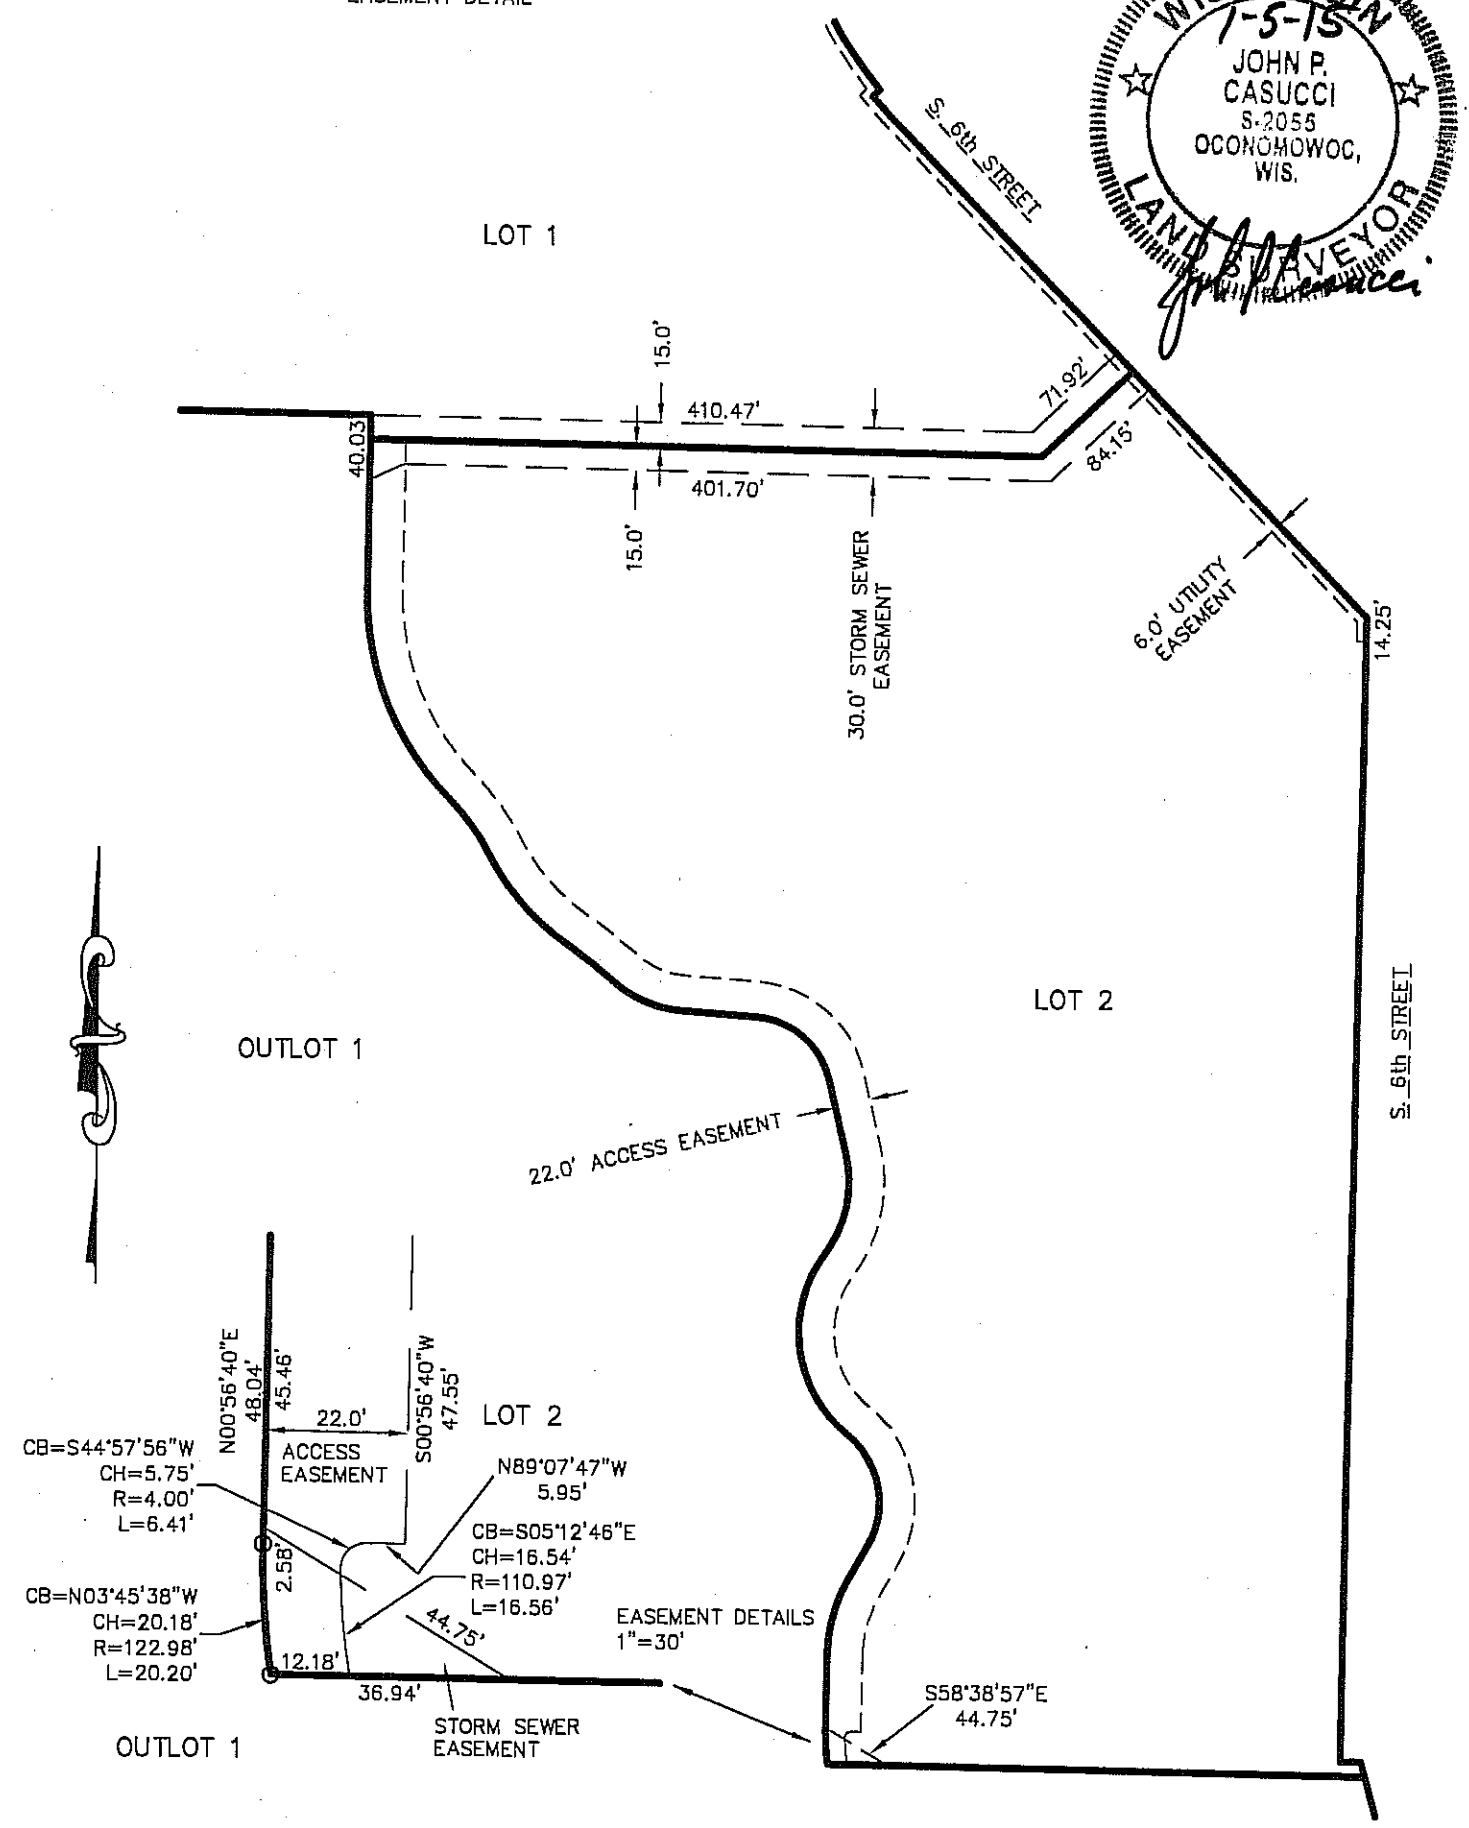 EASEMENT DETAIL
1-5-15
JOHN P.
CASUCCI
S-2055
OCONOMOWOC,
WIS.
LAND SURVEYOR
S. 6th STREET
LOT 1
15.0'
410.47'
71.92'
40.03'
84.15'
401.70'
15.0'
30.0' STORM SEWER
EASEMENT
6.0' UTILITY
EASEMENT
14.25'
LOT 2
S. 6th STREET
OUTLOT 1
22.0' ACCESS EASEMENT
N00°56'40"E
48.04'
45.46'
S00°56'40"W
47.55'
LOT 2
22.0'
ACCESS
EASEMENT
CB=S44°57'56"W
CH=5.75'
R=4.00'
L=6.41'
N89°07'47"W
5.95'
CB=S05°12'46"E
CH=16.54'
R=110.97'
L=16.56'
2.58'
CB=N03°45'38"W
CH=20.18'
R=122.98'
L=20.20'
44.75'
EASEMENT DETAILS
1"=30'
12.18'
36.94'
S58°38'57"E
44.75'
STORM SEWER
EASEMENT
OUTLOT 1